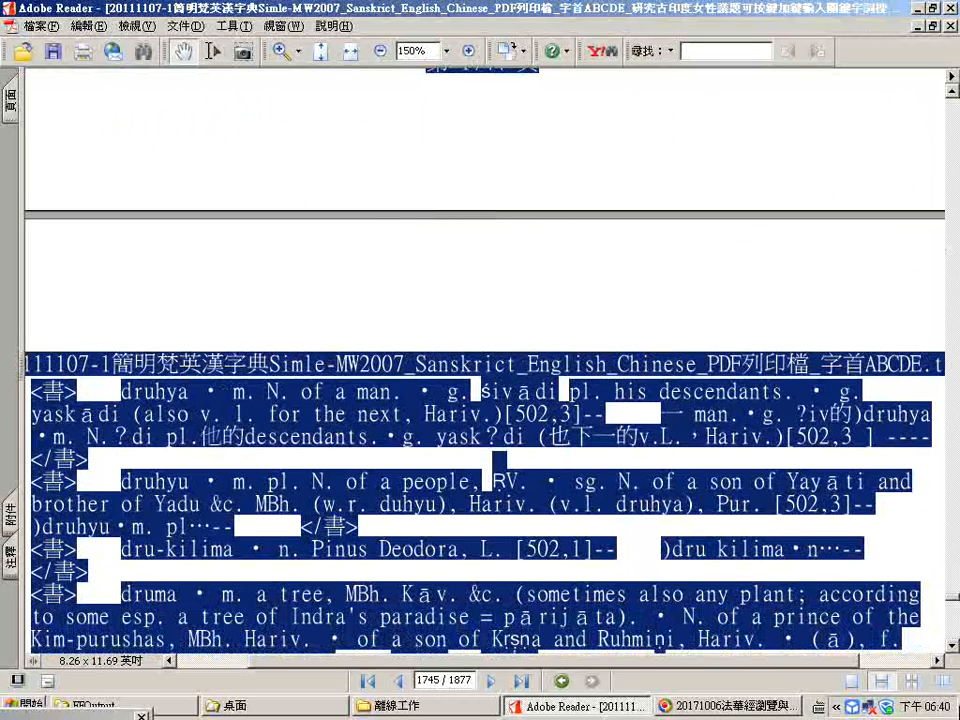 Adobe Reader - [20111107-1簡明梵英漢字典Simle-MW2007_Sanskrict_English_Chinese_PDF列印檔_字首ABCDE_研究古印度女性議題可按鍵加鍵輸入關鍵字詞搜
檔案(F) 編輯(E) 檢視(V) 文件(D) 工具(T) 視窗(W) 說明(H)
150% 尋找:
頁面
111107-1簡明梵英漢字典Simle-MW2007_Sanskrict_English_Chinese_PDF列印檔_字首ABCDE.t
<書> druhya · m. N. of a man. · g. śivādi pl. his descendants. · g.
yaskādi (also v. l. for the next, Hariv.)[502,3]-- 一 man.·g. ?iv的)druhya
·m. N.？di pl.他的descendants.·g. yask？di (也下一的v.L.，Hariv.)[502,3 ] ----
</書>
<書> druhyu · m. pl. N. of a people, ṚV. · sg. N. of a son of Yayāti and
brother of Yadu &c. MBh. (w.r. duhyu), Hariv. (v.l. druhya), Pur. [502,3]--
)druhyu·m. pl…-- </書>
<書> dru-kilima · n. Pinus Deodora, L. [502,1]-- )dru kilima·n…--
</書>
<書> druma · m. a tree, MBh. Kāv. &c. (sometimes also any plant; according
to some esp. a tree of Indra's paradise = pārijāta). · N. of a prince of the
Kim-purushas, MBh. Hariv. · of a son of Kṛṣṇa and Ruhmiṇi, Hariv. · (ā), f.
附件
注釋
8.26 x 11.69 英吋
1745 / 1877
開始 FFOutput 桌面 離線工作 Adobe Reader - [201111... 20171006法華經瀏覽與... 下午 06:40